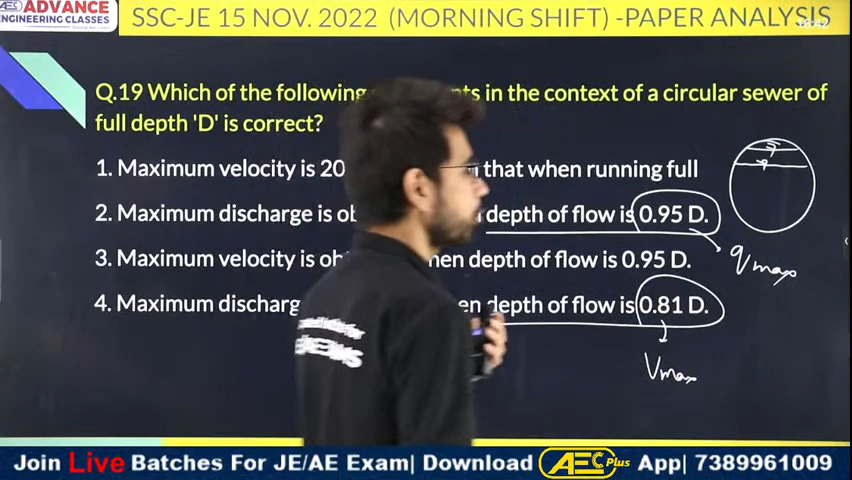 AEC ADVANCE
ENGINEERING CLASSES
SSC-JE 15 NOV. 2022 (MORNING SHIFT) -PAPER ANALYSIS
Q.19 Which of the following nts in the context of a circular sewer of
full depth 'D' is correct?
1. Maximum velocity is 20 that when running full
2. Maximum discharge is ob depth of flow is 0.95 D.
3. Maximum velocity is ob hen depth of flow is 0.95 D.
4. Maximum discharg en depth of flow is 0.81 D.
qmax
Vmax
Join Live Batches For JE/AE Exam| Download AEC Plus App| 7389961009